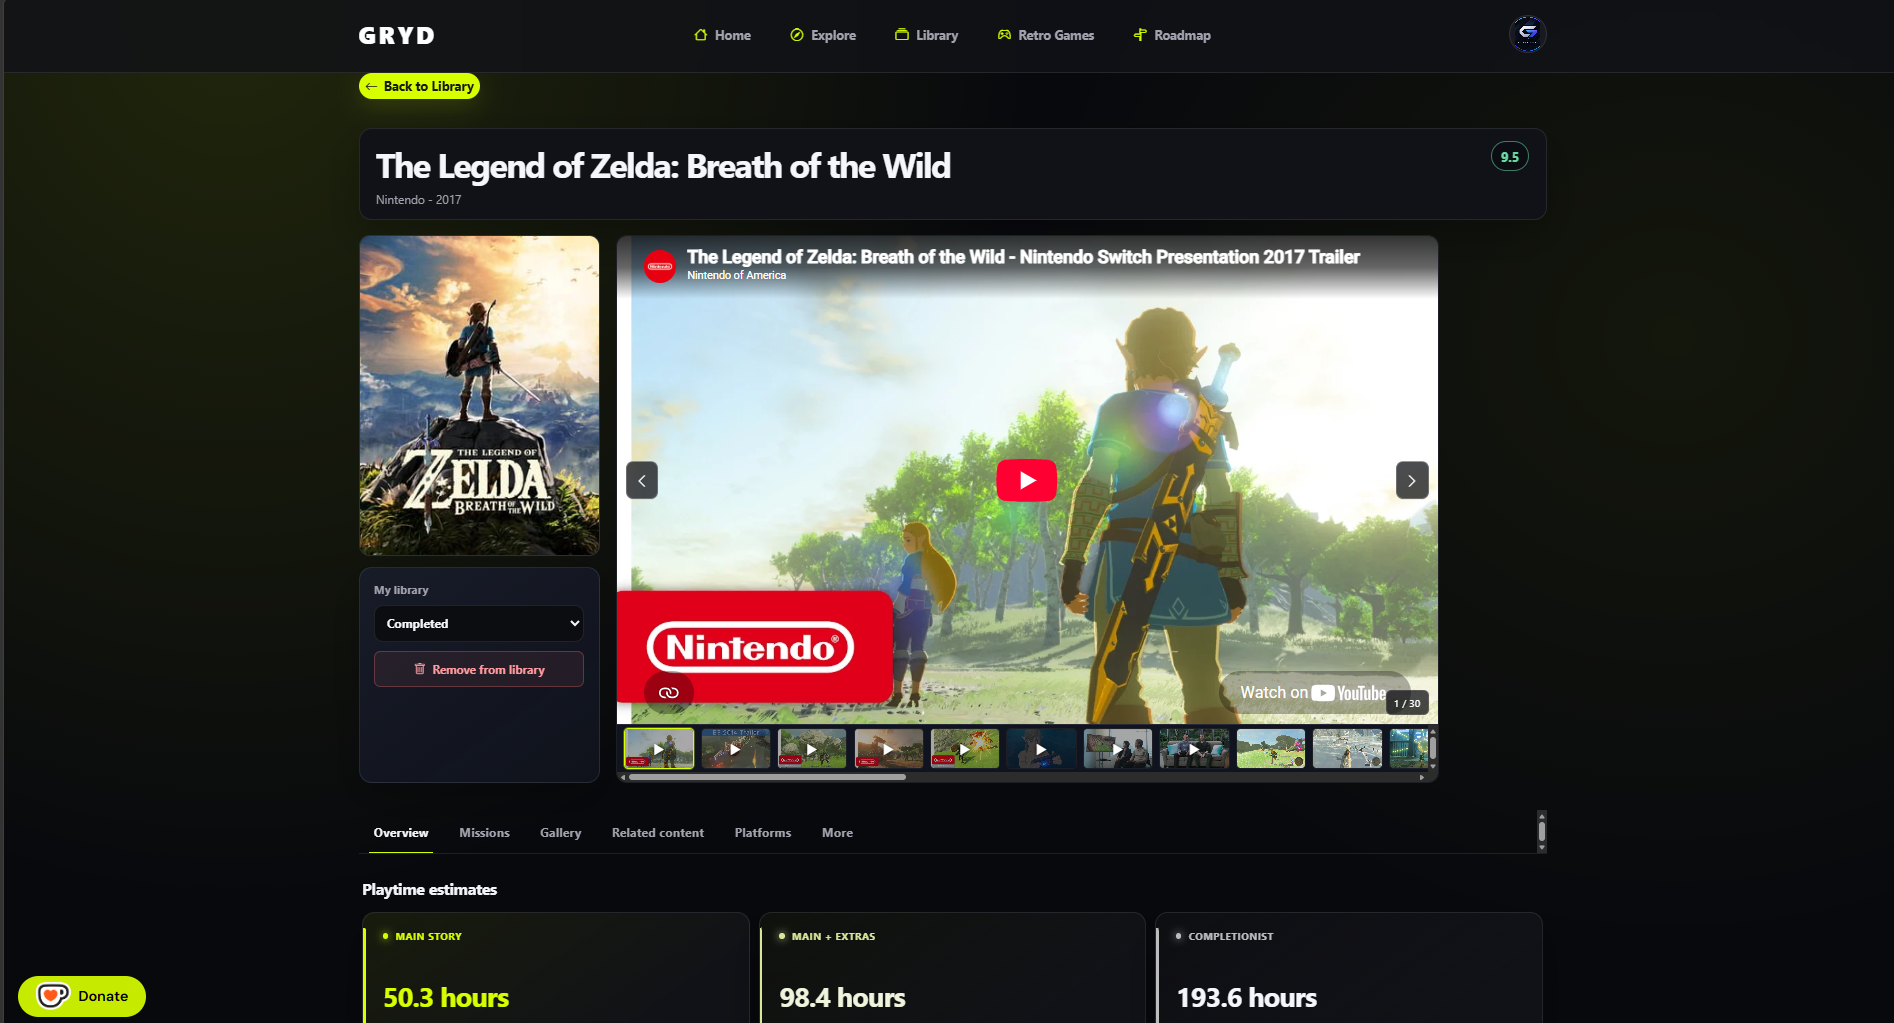 GRYD
Home
Explore
Library
Retro Games
Roadmap
← Back to Library
The Legend of Zelda: Breath of the Wild
9.5
Nintendo - 2017
THE LEGEND OF
ZELDA
BREATH OF THE WILD
My library
Completed
Remove from library
The Legend of Zelda: Breath of the Wild - Nintendo Switch Presentation 2017 Trailer
Nintendo of America
Nintendo
Nintendo®
Watch on YouTube
1 / 30
Overview
Missions
Gallery
Related content
Platforms
More
Playtime estimates
MAIN STORY
50.3 hours
MAIN + EXTRAS
98.4 hours
COMPLETIONIST
193.6 hours
Donate